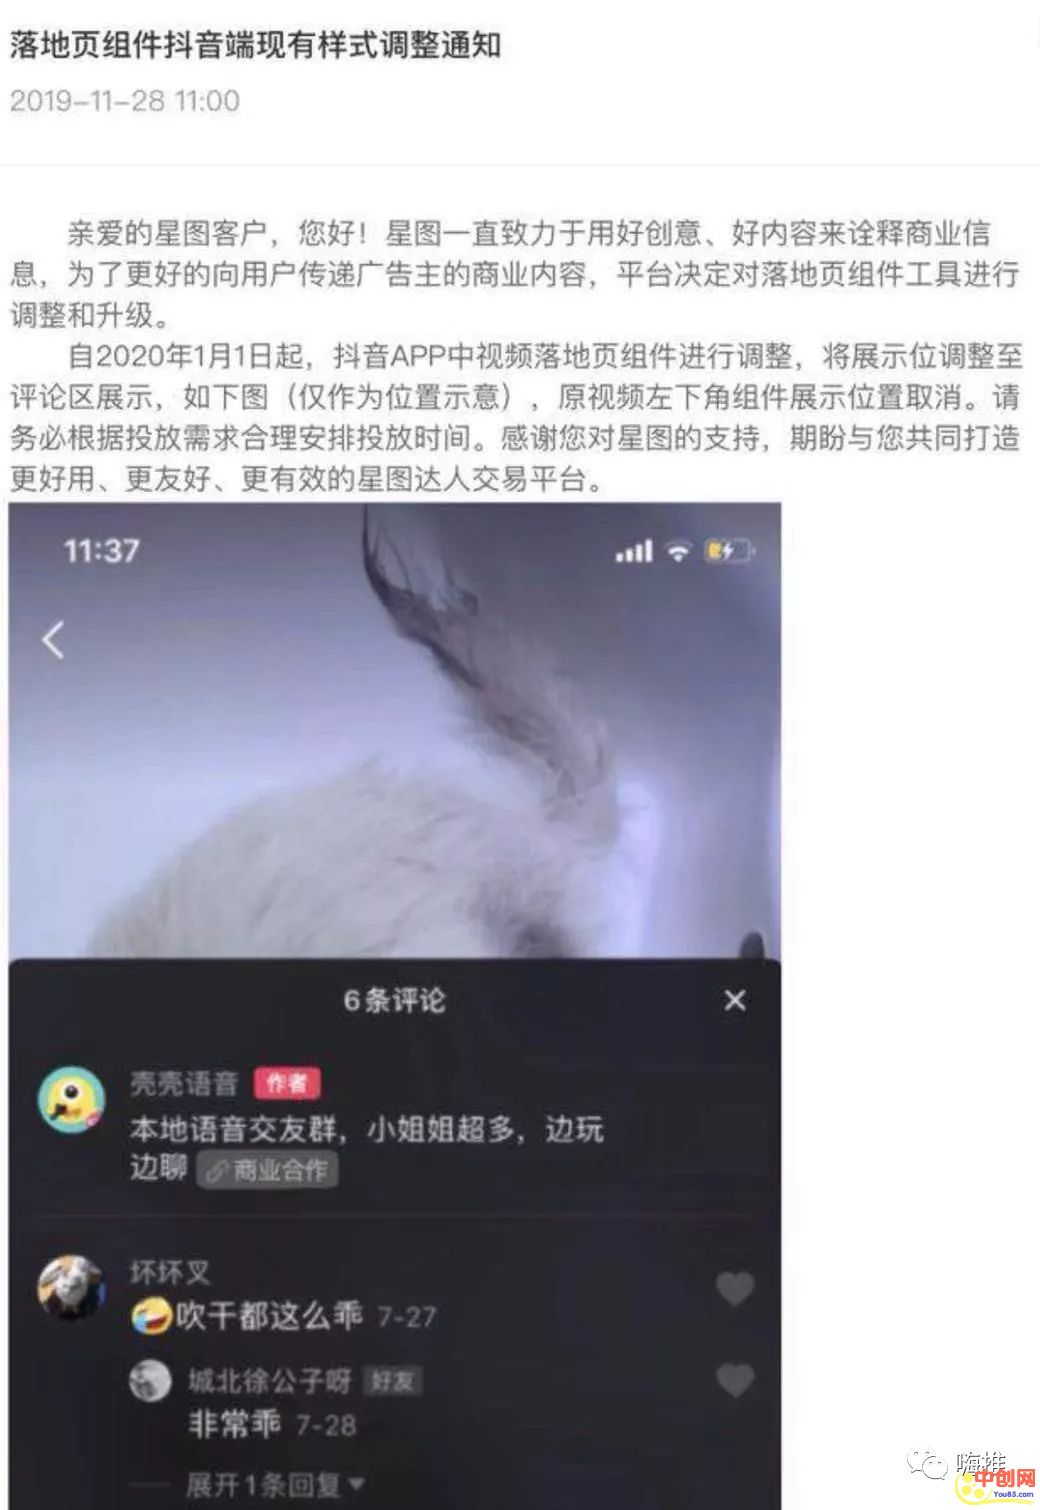 落地页组件抖音端现有样式调整通知
2019-11-28 11:00
亲爱的星图客户，您好！星图一直致力于用好创意、好内容来诠释商业信
息，为了更好的向用户传递广告主的商业内容，平台决定对落地页组件工具进行
调整和升级。
自2020年1月1日起，抖音APP中视频落地页组件进行调整，将展示位调整至
评论区展示，如下图（仅作为位置示意），原视频左下角组件展示位置取消。请
务必根据投放需求合理安排投放时间。感谢您对星图的支持，期盼与您共同打造
更好用、更友好、更有效的星图达人交易平台。
11:37
6条评论
壳壳语音 作者
本地语音交友群，小姐姐超多，边玩
边聊 商业合作
坏坏叉
吹干都这么乖 7-27
城北徐公子呀 好友
非常乖 7-28
展开1条回复
嗨推
中创网
You85.com